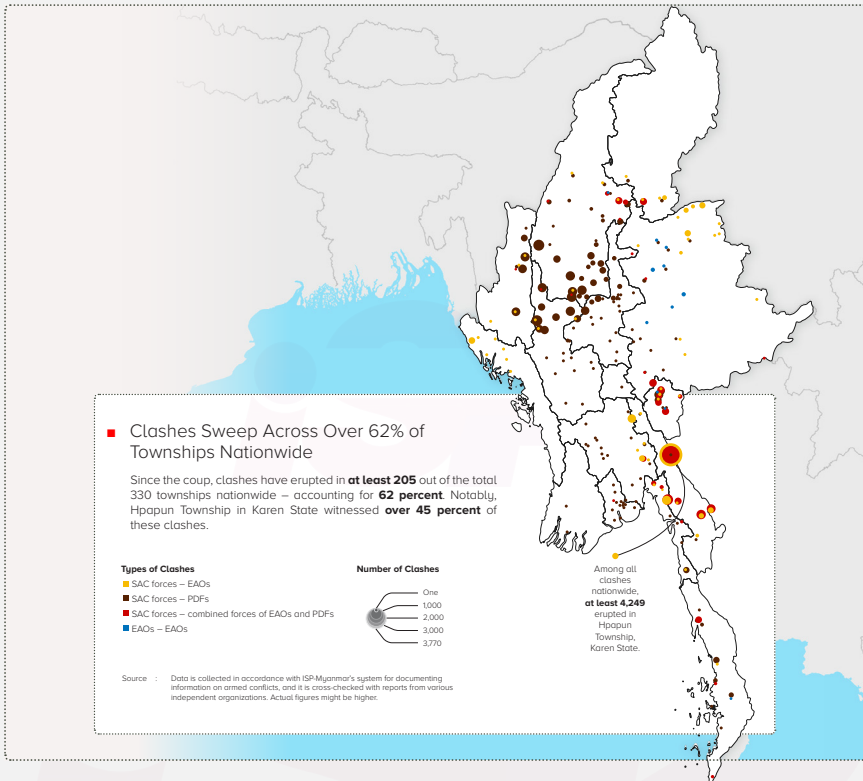 Clashes Sweep Across Over 62% of
Townships Nationwide
Since the coup, clashes have erupted in at least 205 out of the total
330 townships nationwide – accounting for 62 percent. Notably,
Hpapun Township in Karen State witnessed over 45 percent of
these clashes.
Types of Clashes
SAC forces – EAOs
SAC forces – PDFs
SAC forces – combined forces of EAOs and PDFs
EAOs – EAOs
Number of Clashes
One
1,000
2,000
3,000
3,770
Among all
clashes
nationwide,
at least 4,249
erupted in
Hpapun
Township,
Karen State.
Source : Data is collected in accordance with ISP-Myanmar's system for documenting
information on armed conflicts, and it is cross-checked with reports from various
independent organizations. Actual figures might be higher.